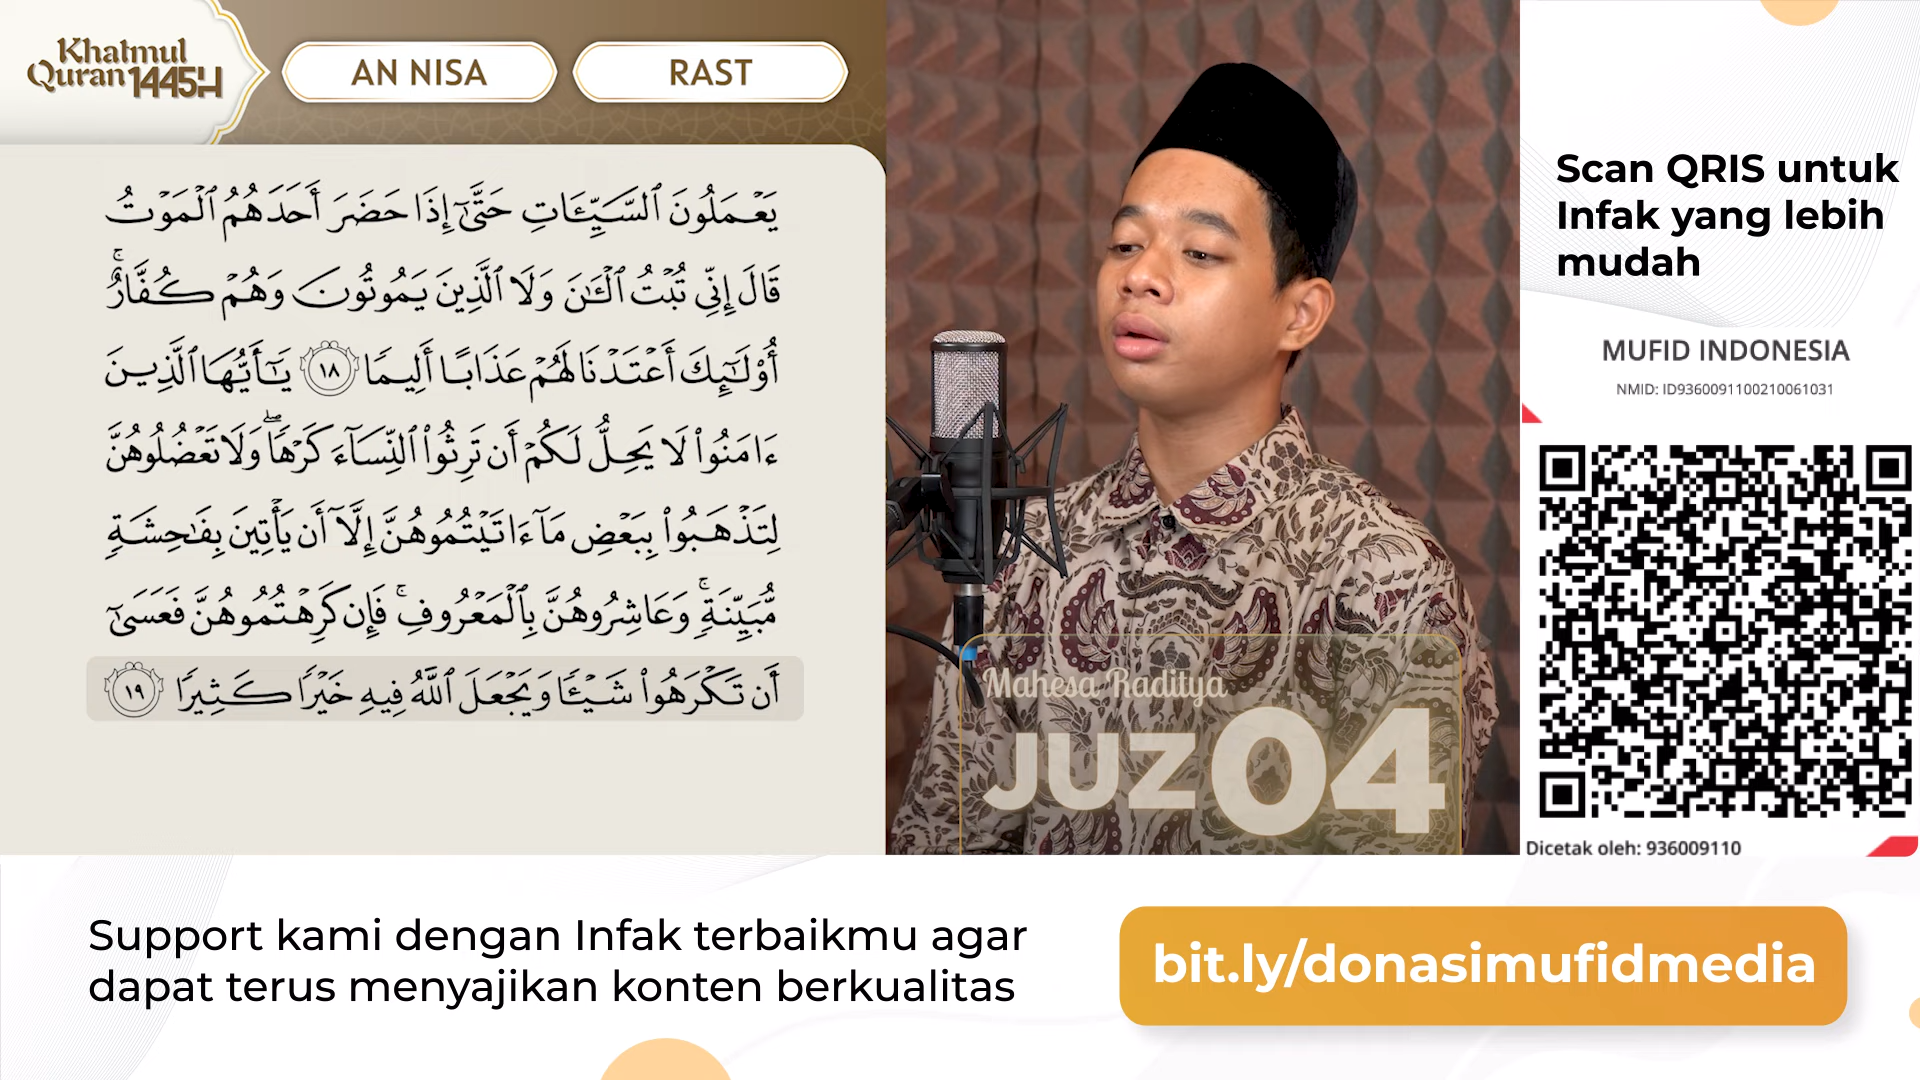 Khatmul
Quran 1445H
AN NISA
RAST
يَعْمَلُونَ ٱلسَّيِّـَٔاتِ حَتَّىٰٓ إِذَا حَضَرَ أَحَدَهُمُ ٱلْمَوْتُ
قَالَ إِنِّى تُبْتُ ٱلْـَٰٔنَ وَلَا ٱلَّذِينَ يَمُوتُونَ وَهُمْ كُفَّارٌ ۚ
أُو۟لَـٰٓئِكَ أَعْتَدْنَا لَهُمْ عَذَابًا أَلِيمًا ١٨ يَـٰٓأَيُّهَا ٱلَّذِينَ
ءَامَنُوا۟ لَا يَحِلُّ لَكُمْ أَن تَرِثُوا۟ ٱلنِّسَآءَ كَرْهًا ۖ وَلَا تَعْضُلُوهُنَّ
لِتَذْهَبُوا۟ بِبَعْضِ مَآ ءَاتَيْتُمُوهُنَّ إِلَّآ أَن يَأْتِينَ بِفَـٰحِشَةٍ
مُّبَيِّنَةٍ ۚ وَعَاشِرُوهُنَّ بِٱلْمَعْرُوفِ ۚ فَإِن كَرِهْتُمُوهُنَّ فَعَسَىٰٓ
أَن تَكْرَهُوا۟ شَيْـًٔا وَيَجْعَلَ ٱللَّهُ فِيهِ خَيْرًا كَثِيرًا ١٩
Mahesa Raditya
JUZ 04
Scan QRIS untuk
Infak yang lebih
mudah
MUFID INDONESIA
NMID: ID9360091100210061031
Dicetak oleh: 936009110
Support kami dengan Infak terbaikmu agar
dapat terus menyajikan konten berkualitas
bit.ly/donasimufidmedia